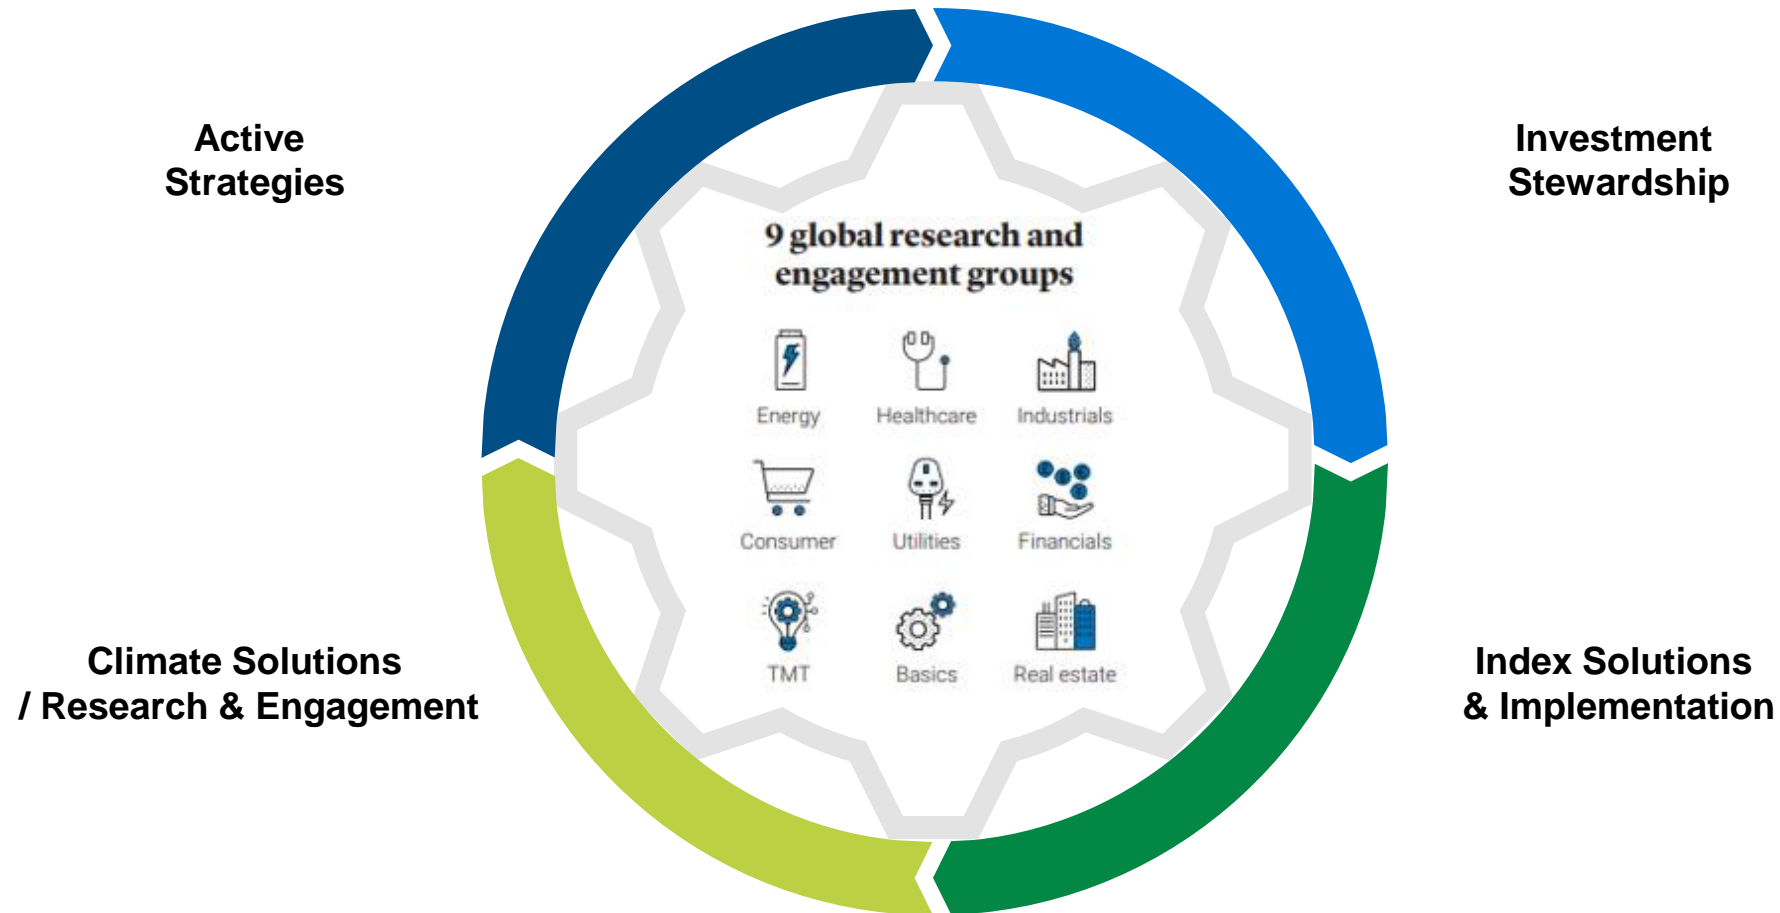 Active
Strategies
Investment
Stewardship
9 global research and
engagement groups
Energy
Healthcare
Industrials
Consumer
Utilities
Financials
TMT
Basics
Real estate
Climate Solutions
/ Research & Engagement
Index Solutions
& Implementation